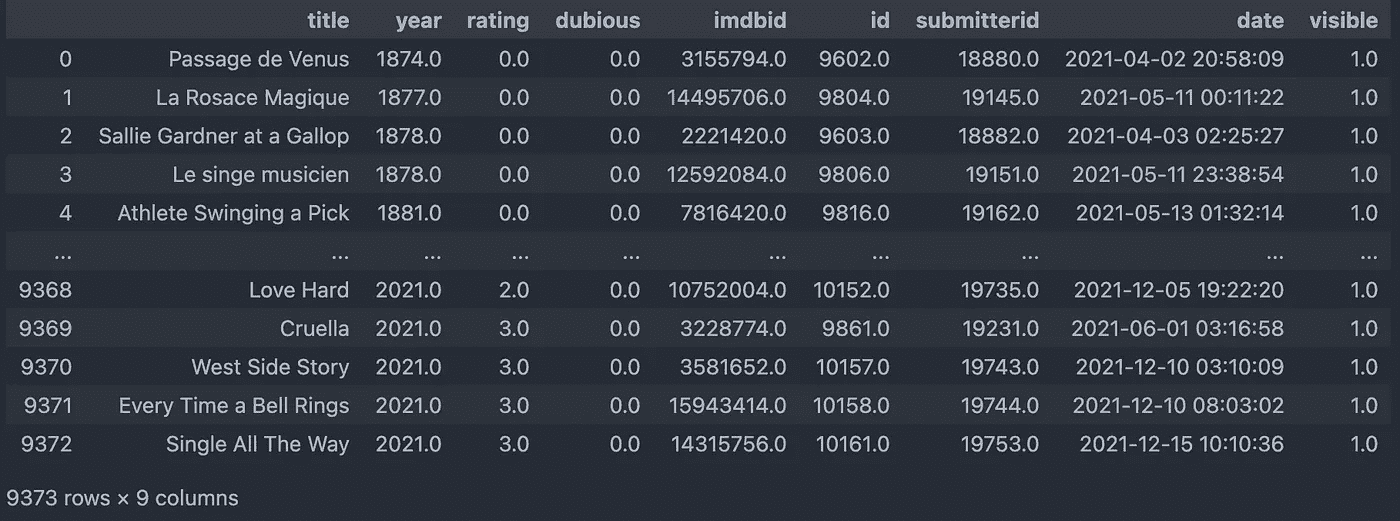 title year rating dubious imdbid id submitterid date visible
0 Passage de Venus 1874.0 0.0 0.0 3155794.0 9602.0 18880.0 2021-04-02 20:58:09 1.0
1 La Rosace Magique 1877.0 0.0 0.0 14495706.0 9804.0 19145.0 2021-05-11 00:11:22 1.0
2 Sallie Gardner at a Gallop 1878.0 0.0 0.0 2221420.0 9603.0 18882.0 2021-04-03 02:25:27 1.0
3 Le singe musicien 1878.0 0.0 0.0 12592084.0 9806.0 19151.0 2021-05-11 23:38:54 1.0
4 Athlete Swinging a Pick 1881.0 0.0 0.0 7816420.0 9816.0 19162.0 2021-05-13 01:32:14 1.0
... ... ... ... ... ... ... ... ... ...
9368 Love Hard 2021.0 2.0 0.0 10752004.0 10152.0 19735.0 2021-12-05 19:22:20 1.0
9369 Cruella 2021.0 3.0 0.0 3228774.0 9861.0 19231.0 2021-06-01 03:16:58 1.0
9370 West Side Story 2021.0 3.0 0.0 3581652.0 10157.0 19743.0 2021-12-10 03:10:09 1.0
9371 Every Time a Bell Rings 2021.0 3.0 0.0 15943414.0 10158.0 19744.0 2021-12-10 08:03:02 1.0
9372 Single All The Way 2021.0 3.0 0.0 14315756.0 10161.0 19753.0 2021-12-15 10:10:36 1.0
9373 rows × 9 columns